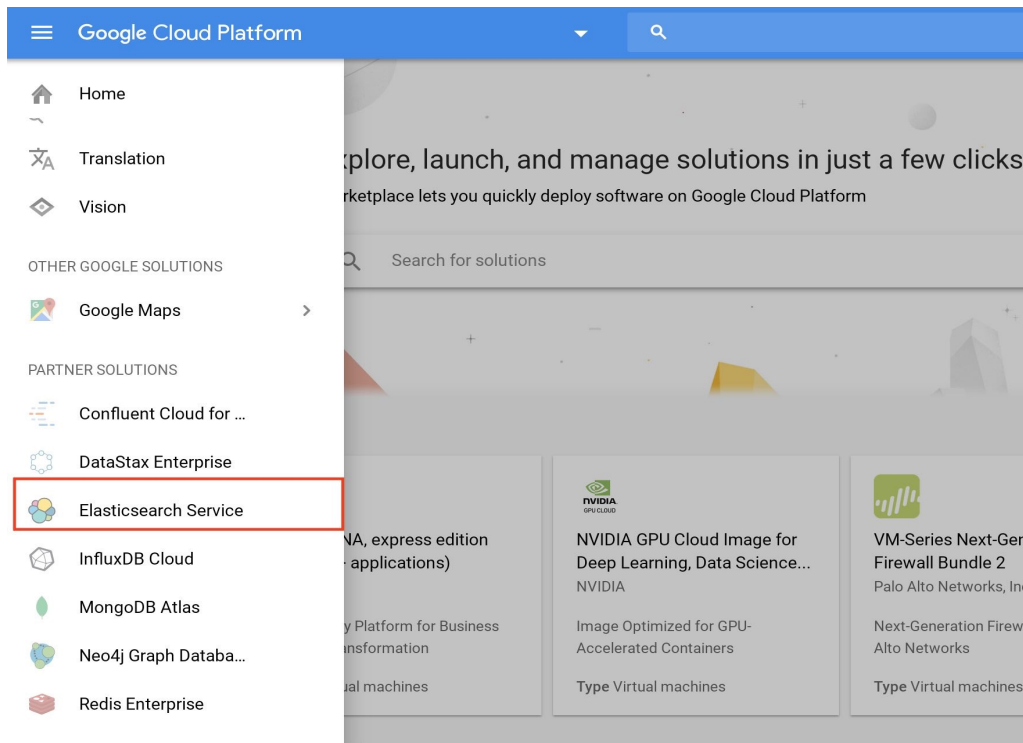 Google Cloud Platform
Home
Translation
Vision
OTHER GOOGLE SOLUTIONS
Google Maps
PARTNER SOLUTIONS
Confluent Cloud for ...
DataStax Enterprise
Elasticsearch Service
InfluxDB Cloud
MongoDB Atlas
Neo4j Graph Databa...
Redis Enterprise
xplore, launch, and manage solutions in just a few clicks
rketplace lets you quickly deploy software on Google Cloud Platform
Search for solutions
NA, express edition
applications)
y Platform for Business
ansformation
ual machines
NVIDIA
GPU CLOUD
NVIDIA GPU Cloud Image for
Deep Learning, Data Science...
NVIDIA
Image Optimized for GPU-
Accelerated Containers
Type Virtual machines
VM-Series Next-Ger
Firewall Bundle 2
Palo Alto Networks, In
Next-Generation Firew
Alto Networks
Type Virtual machines